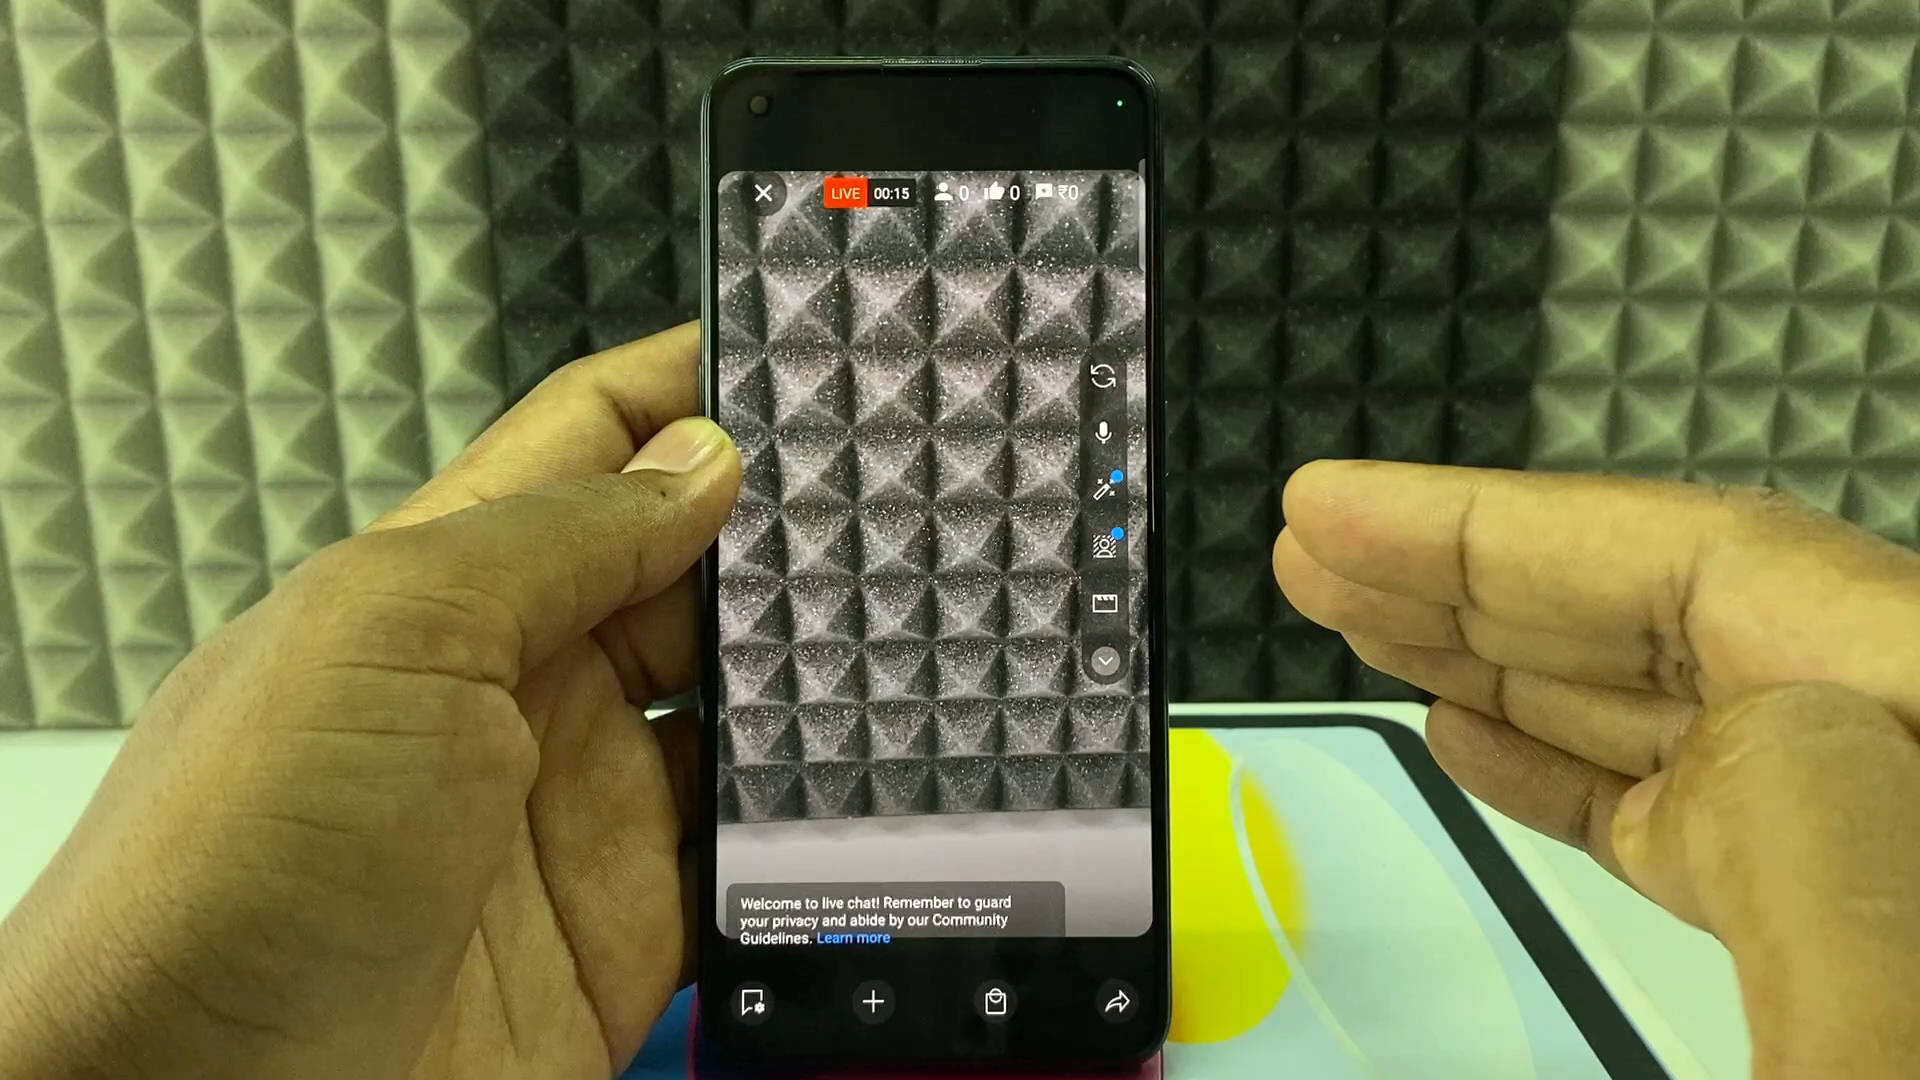 LIVE 00:15 0 0 ₹0
Welcome to live chat! Remember to guard
your privacy and abide by our Community
Guidelines. Learn more